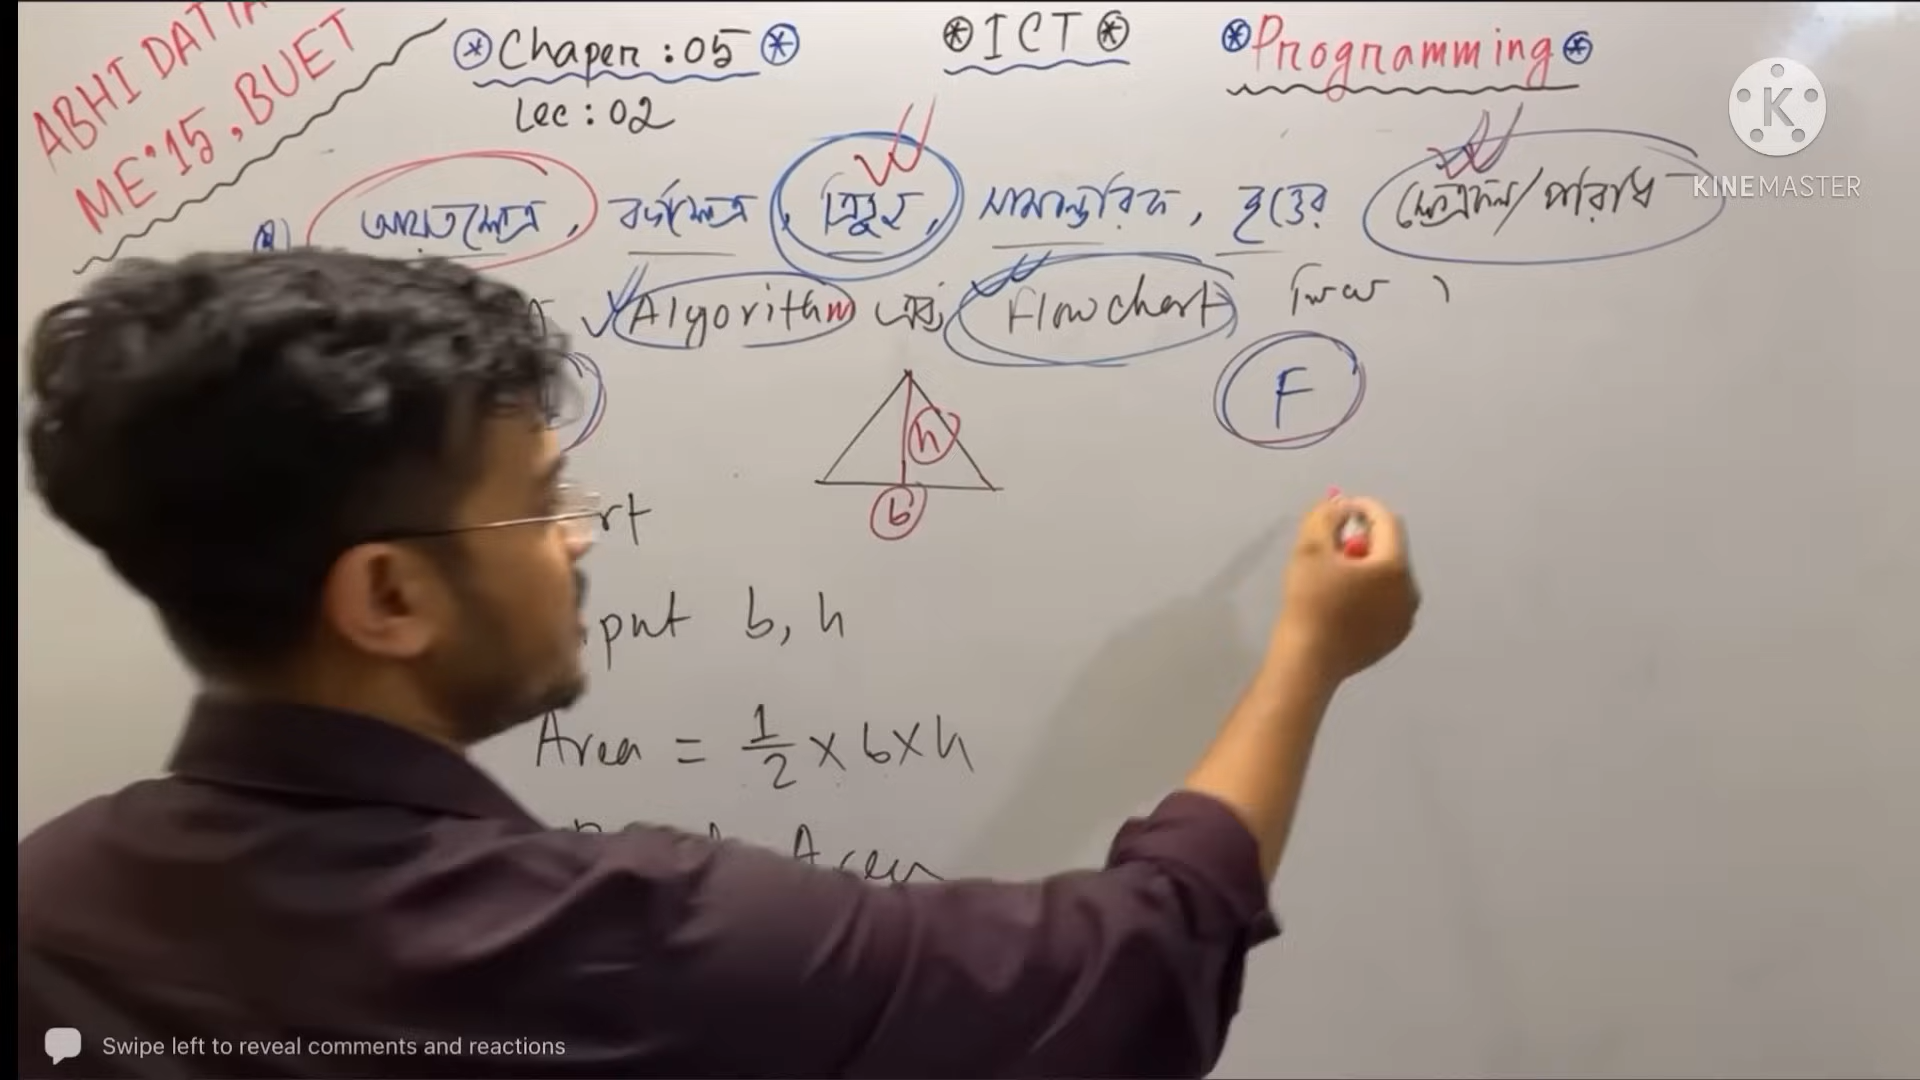 ABHI DATTA
ME'15, BUET
Chaper : 05
ICT
Programming
Lec : 02
আয়তক্ষেত্র, বর্গক্ষেত্র, ত্রিভুজ, সামান্তরিক, বৃত্তের ক্ষেত্রফল/পরিধি
Algorithm এবং Flowchart লিখ।
F
h
b
rt
put b, h
Area = 1/2 × b × h
Area
K
KINEMASTER
Swipe left to reveal comments and reactions